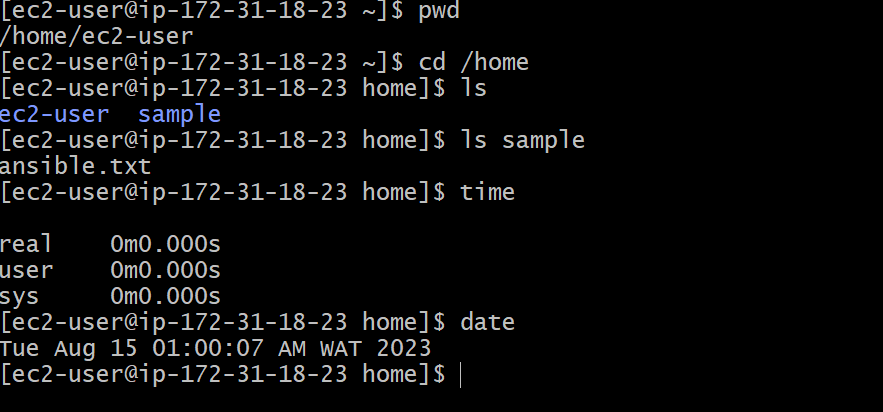 [ec2-user@ip-172-31-18-23 ~]$ pwd
/home/ec2-user
[ec2-user@ip-172-31-18-23 ~]$ cd /home
[ec2-user@ip-172-31-18-23 home]$ ls
ec2-user  sample
[ec2-user@ip-172-31-18-23 home]$ ls sample
ansible.txt
[ec2-user@ip-172-31-18-23 home]$ time
real    0m0.000s
user    0m0.000s
sys     0m0.000s
[ec2-user@ip-172-31-18-23 home]$ date
Tue Aug 15 01:00:07 AM WAT 2023
[ec2-user@ip-172-31-18-23 home]$